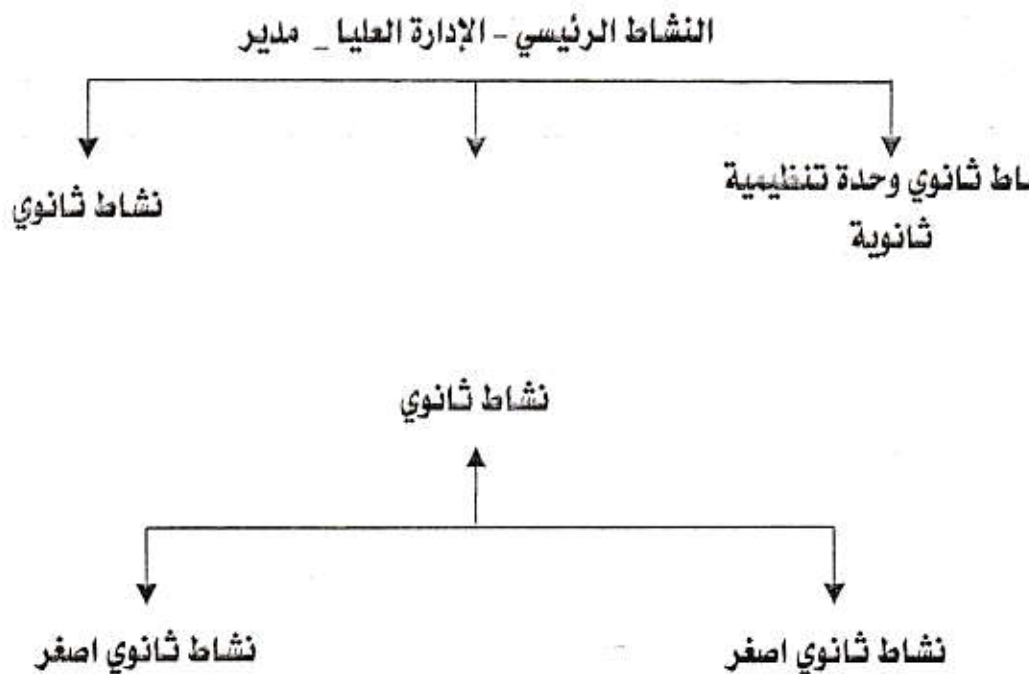 النشاط الرئيسي - الإدارة العليا _ مدير
ثانوي وحدة تنظيمية
ثانوية
نشاط ثانوي
نشاط ثانوي
نشاط ثانوي اصغر
نشاط ثانوي اصغر